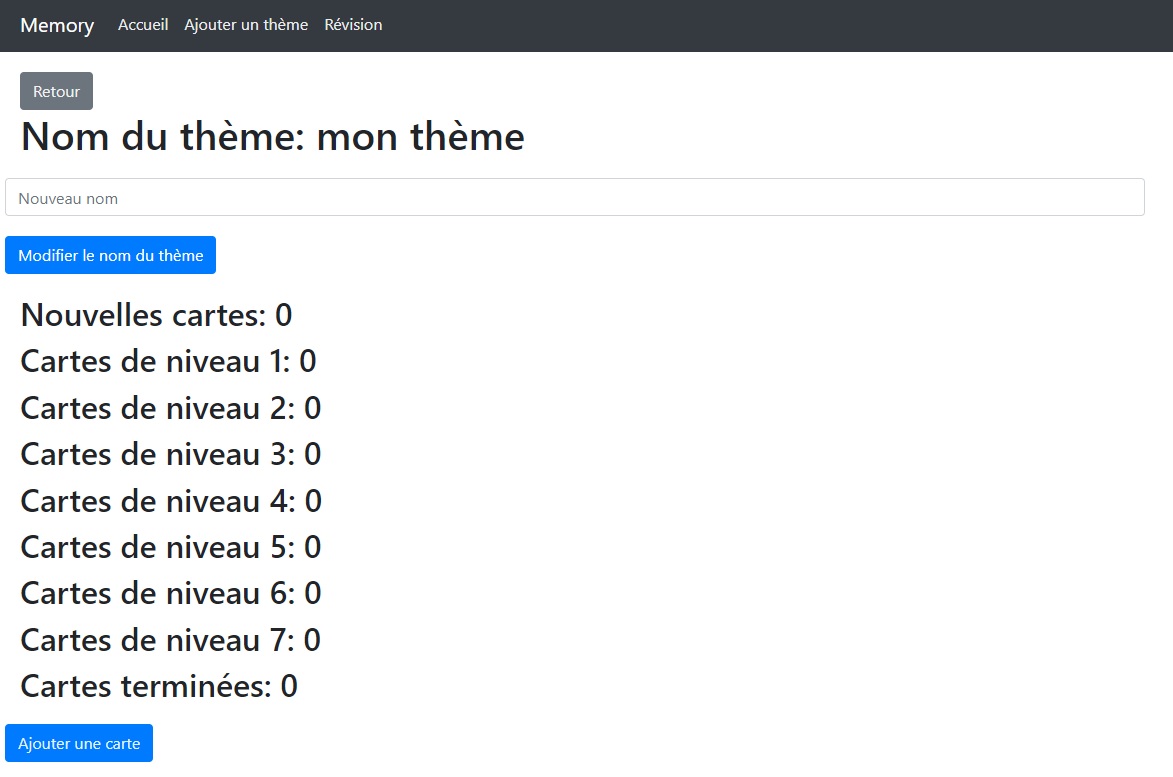 Memory Accueil Ajouter un thème Révision
Retour
Nom du thème: mon thème
Nouveau nom
Modifier le nom du thème
Nouvelles cartes: 0
Cartes de niveau 1: 0
Cartes de niveau 2: 0
Cartes de niveau 3: 0
Cartes de niveau 4: 0
Cartes de niveau 5: 0
Cartes de niveau 6: 0
Cartes de niveau 7: 0
Cartes terminées: 0
Ajouter une carte